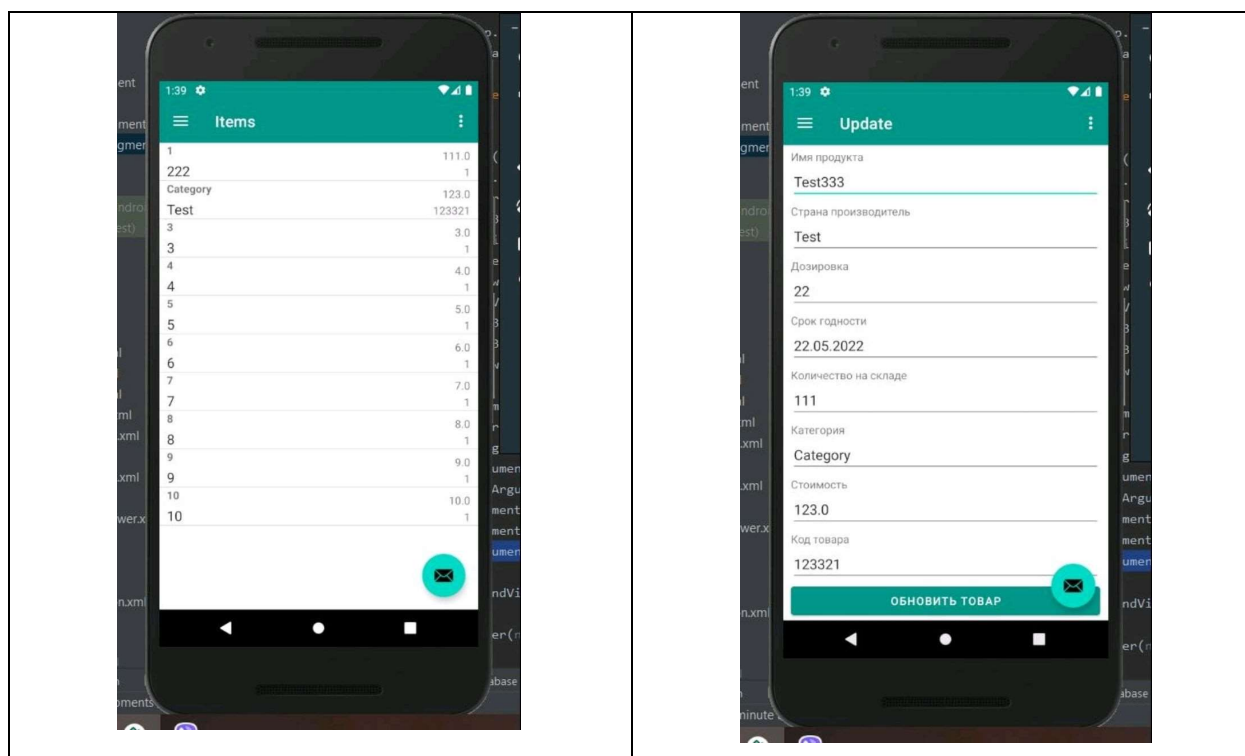 1:39
Items
1
111.0
222
1
Category
123.0
Test
123321
3
3.0
3
1
4
4.0
4
1
5
5.0
5
1
6
6.0
6
1
7
7.0
7
1
8
8.0
8
1
9
9.0
9
1
10
10.0
10
1
1:39
Update
Имя продукта
Test333
Страна производитель
Test
Дозировка
22
Срок годности
22.05.2022
Количество на складе
111
Категория
Category
Стоимость
123.0
Код товара
123321
ОБНОВИТЬ ТОВАР